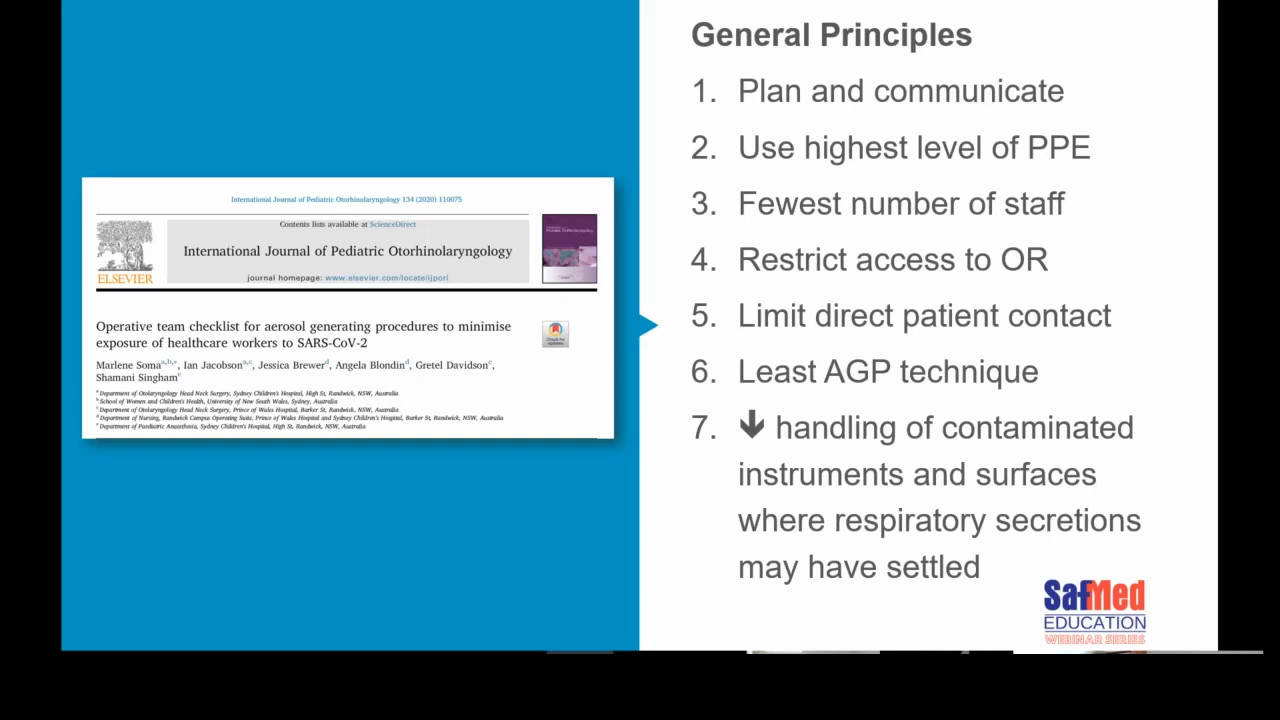 International Journal of Pediatric Otorhinolaryngology 134 (2020) 110075
Contents lists available at ScienceDirect
International Journal of Pediatric Otorhinolaryngology
journal homepage: www.elsevier.com/locate/ijporl
ELSEVIER
Operative team checklist for aerosol generating procedures to minimise
exposure of healthcare workers to SARS-CoV-2
Check for
updates
Marlene Soma a,b,*, Ian Jacobson a,c, Jessica Brewer d, Angela Blondin d, Gretel Davidson e,
Shamani Singham e
a Department of Otolaryngology Head Neck Surgery, Sydney Children's Hospital, High St, Randwick, NSW, Australia
b School of Women and Children's Health, University of New South Wales, Sydney, Australia
c Department of Otolaryngology Head Neck Surgery, Prince of Wales Hospital, Barker St, Randwick, NSW, Australia
d Department of Nursing, Randwick Campus Operating Suite, Prince of Wales and Sydney Children's Hospital, Barker St, Randwick, NSW, Australia
e Department of Paediatric Anaesthesia, Sydney Children's Hospital, High St, Randwick, NSW, Australia
General Principles
1. Plan and communicate
2. Use highest level of PPE
3. Fewest number of staff
4. Restrict access to OR
5. Limit direct patient contact
6. Least AGP technique
7. 🡻 handling of contaminated
instruments and surfaces
where respiratory secretions
may have settled
SafMed
EDUCATION
WEBINAR SERIES